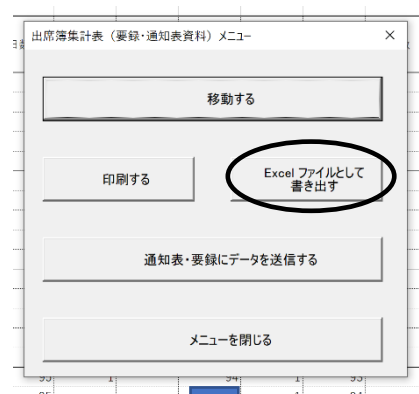 出席簿集計表（要録・通知表資料）メニュー
移動する
印刷する
Excel ファイルとして
書き出す
通知表・要録にデータを送信する
メニューを閉じる
94 1